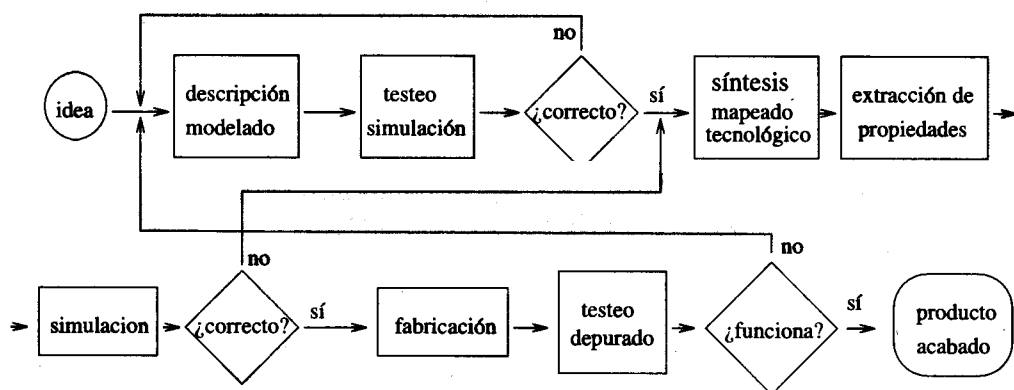 no
idea
descripción
modelado
testeo
simulación
¿correcto?
sí
síntesis
mapeado
tecnológico
extracción de
propiedades
no
no
simulacion
¿correcto?
sí
fabricación
testeo
depurado
¿funciona?
sí
producto
acabado